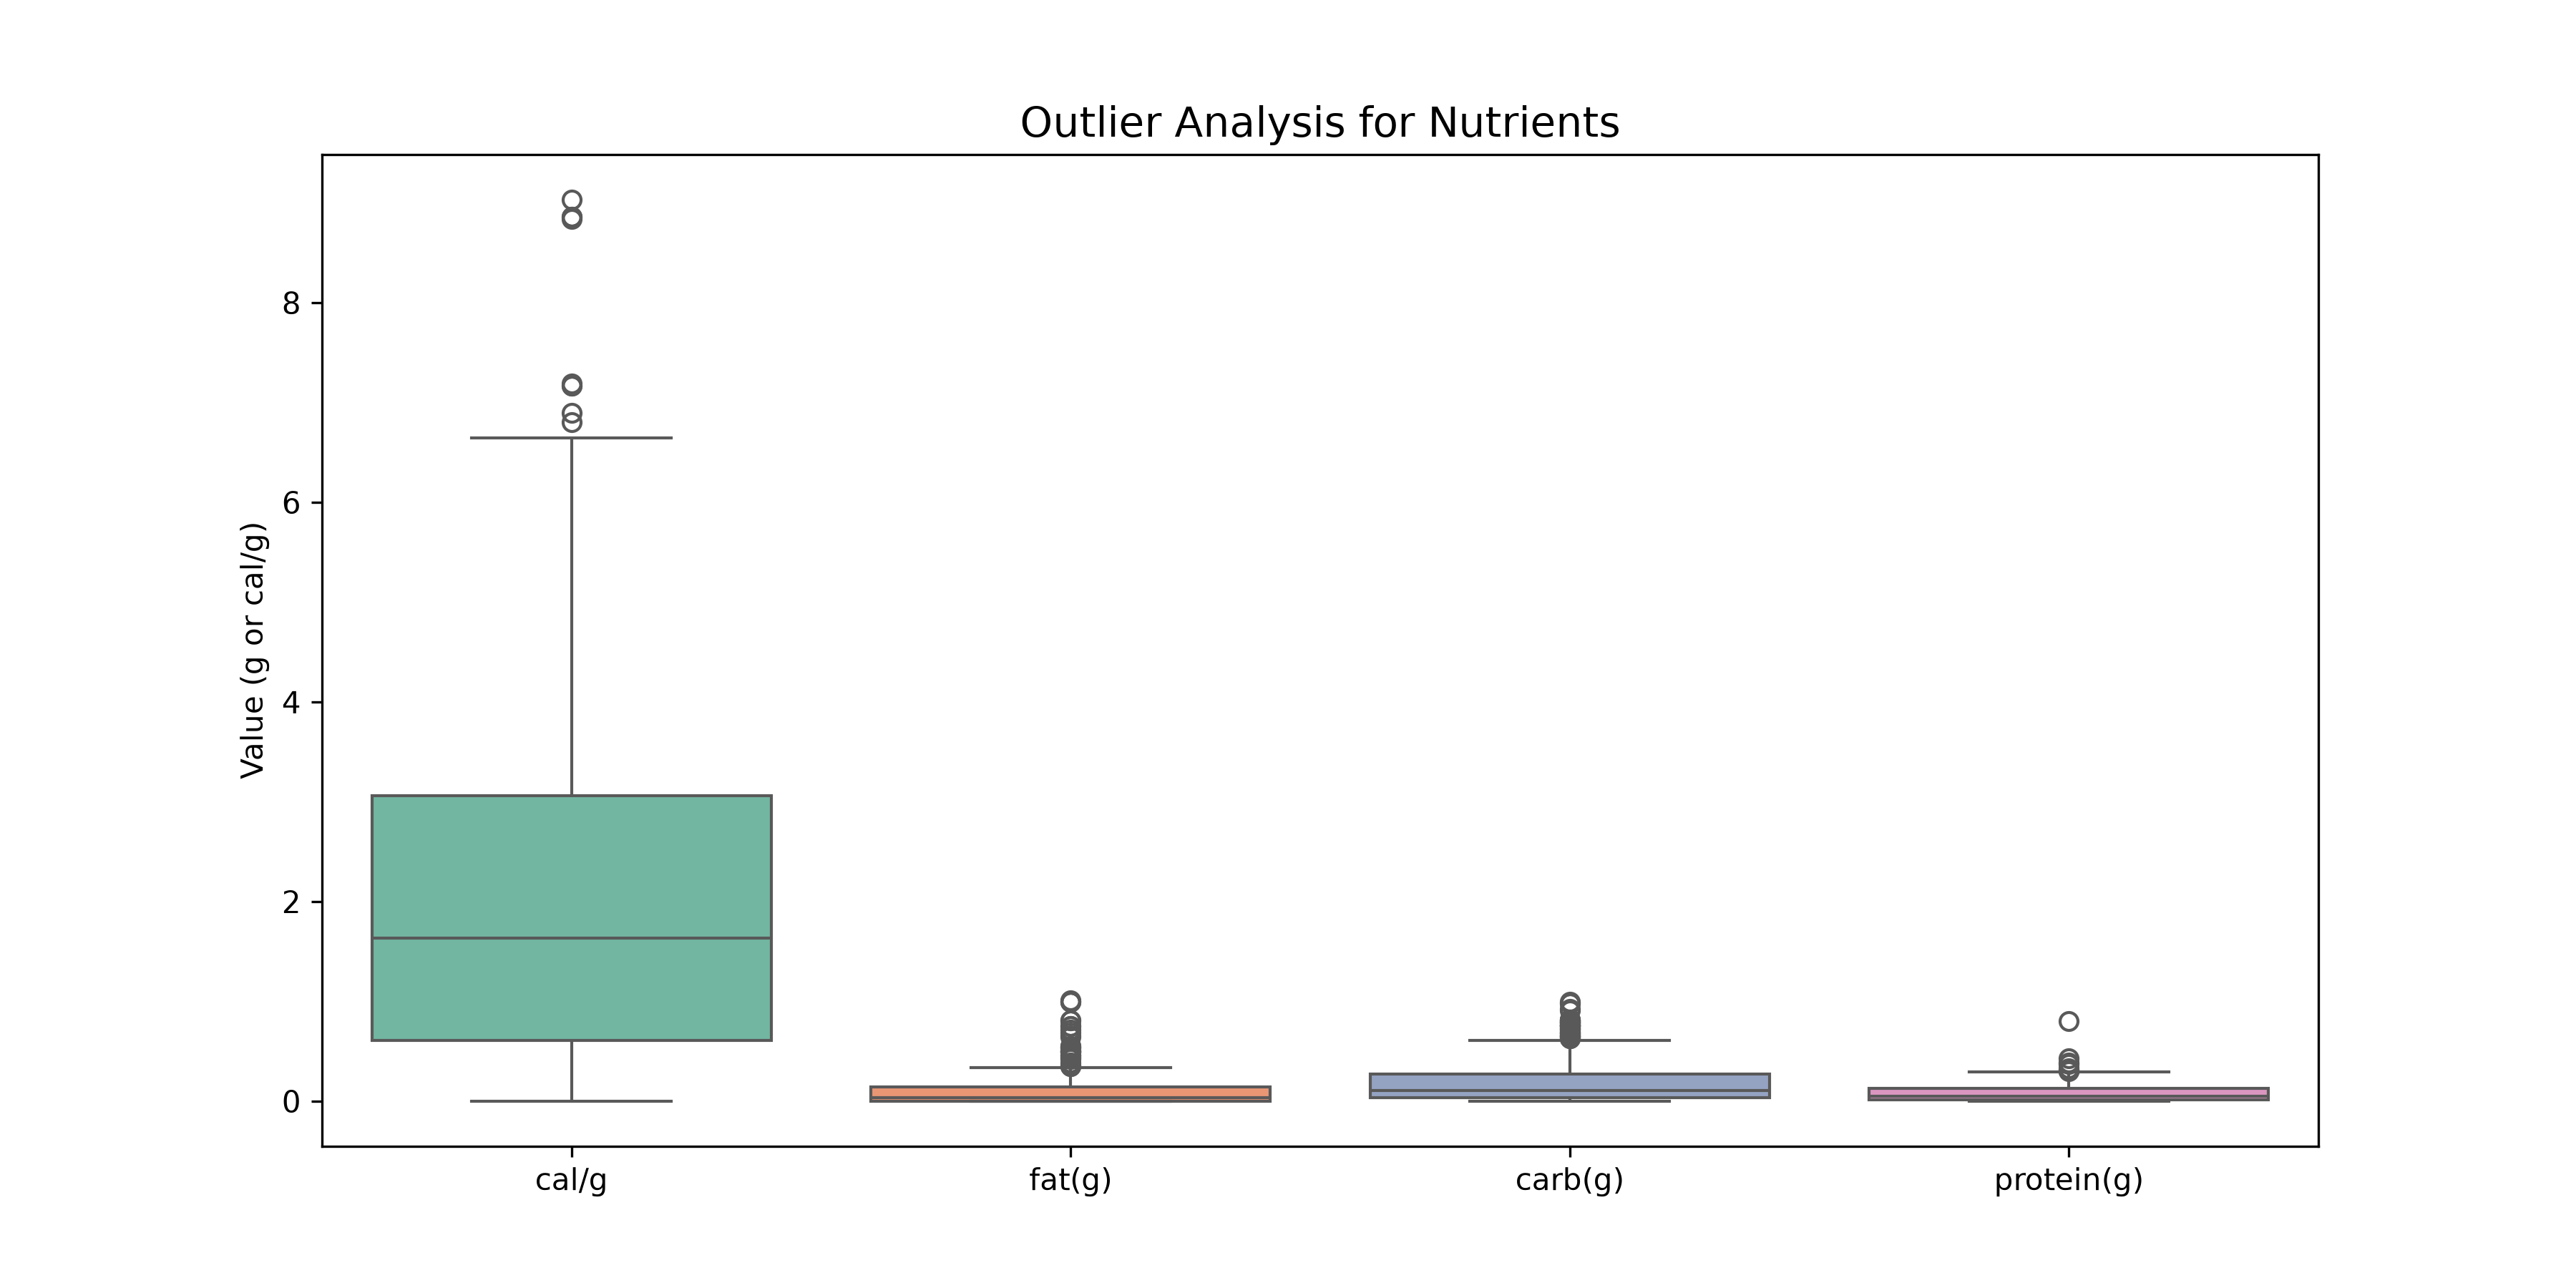 Outlier Analysis for Nutrients
Value (g or cal/g)
8
6
4
2
0
cal/g
fat(g)
carb(g)
protein(g)